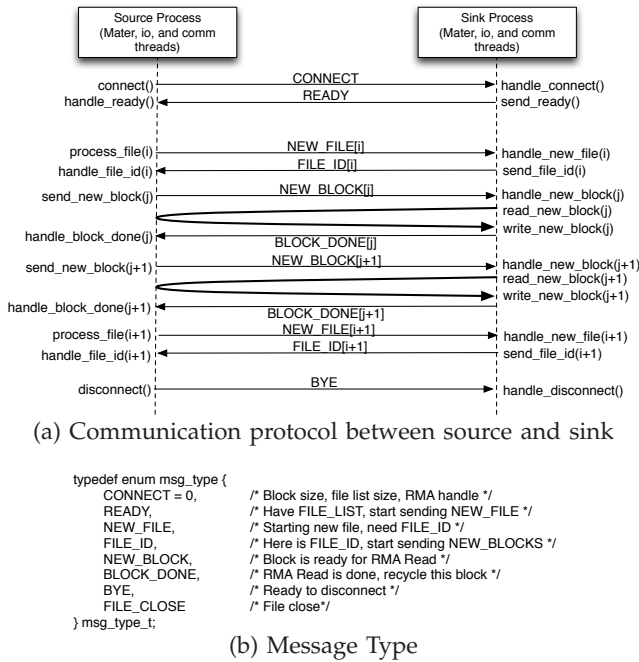 Source Process
(Mater, io, and comm
threads)
Sink Process
(Mater, io, and comm
threads)
connect() CONNECT handle_connect()
handle_ready() READY send_ready()
process_file(i) NEW_FILE[i] handle_new_file(i)
handle_file_id(i) FILE_ID[i] send_file_id(i)
send_new_block(j) NEW_BLOCK[j] handle_new_block(j)
read_new_block(j)
write_new_block(j)
handle_block_done(j) BLOCK_DONE[j]
send_new_block(j+1) NEW_BLOCK[j+1] handle_new_block(j+1)
read_new_block(j+1)
write_new_block(j+1)
handle_block_done(j+1) BLOCK_DONE[j+1]
process_file(i+1) NEW_FILE[i+1] handle_new_file(i+1)
handle_file_id(i+1) FILE_ID[i+1] send_file_id(i+1)
disconnect() BYE handle_disconnect()
(a) Communication protocol between source and sink
typedef enum msg_type {
CONNECT = 0, /* Block size, file list size, RMA handle */
READY, /* Have FILE_LIST, start sending NEW_FILE */
NEW_FILE, /* Starting new file, need FILE_ID */
FILE_ID, /* Here is FILE_ID, start sending NEW_BLOCKS */
NEW_BLOCK, /* Block is ready for RMA Read */
BLOCK_DONE, /* RMA Read is done, recycle this block */
BYE, /* Ready to disconnect */
FILE_CLOSE /* File close*/
} msg_type_t;
(b) Message Type